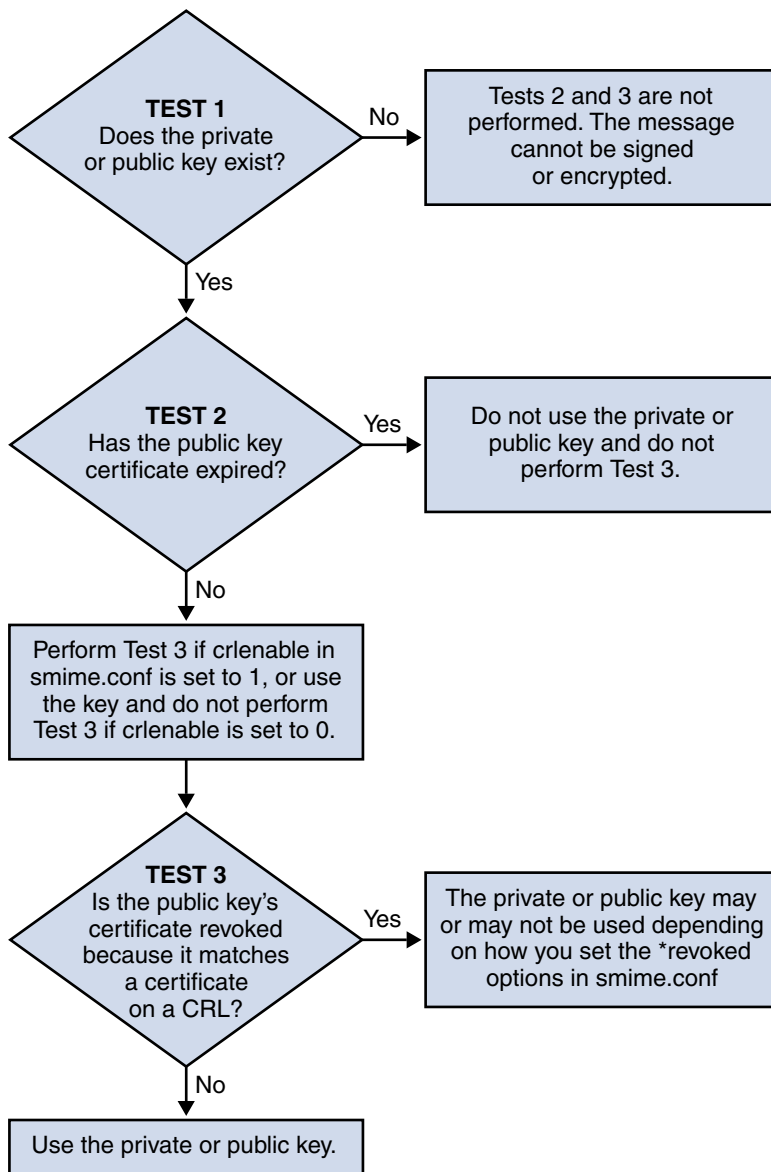 TEST 1
Does the private
or public key exist?
No
Tests 2 and 3 are not
performed. The message
cannot be signed
or encrypted.
Yes
TEST 2
Has the public key
certificate expired?
Yes
Do not use the private or
public key and do not
perform Test 3.
No
Perform Test 3 if crlenable in
smime.conf is set to 1, or use
the key and do not perform
Test 3 if crlenable is set to 0.
TEST 3
Is the public key’s
certificate revoked
because it matches
a certificate
on a CRL?
Yes
The private or public key may
or may not be used depending
on how you set the *revoked
options in smime.conf
No
Use the private or public key.